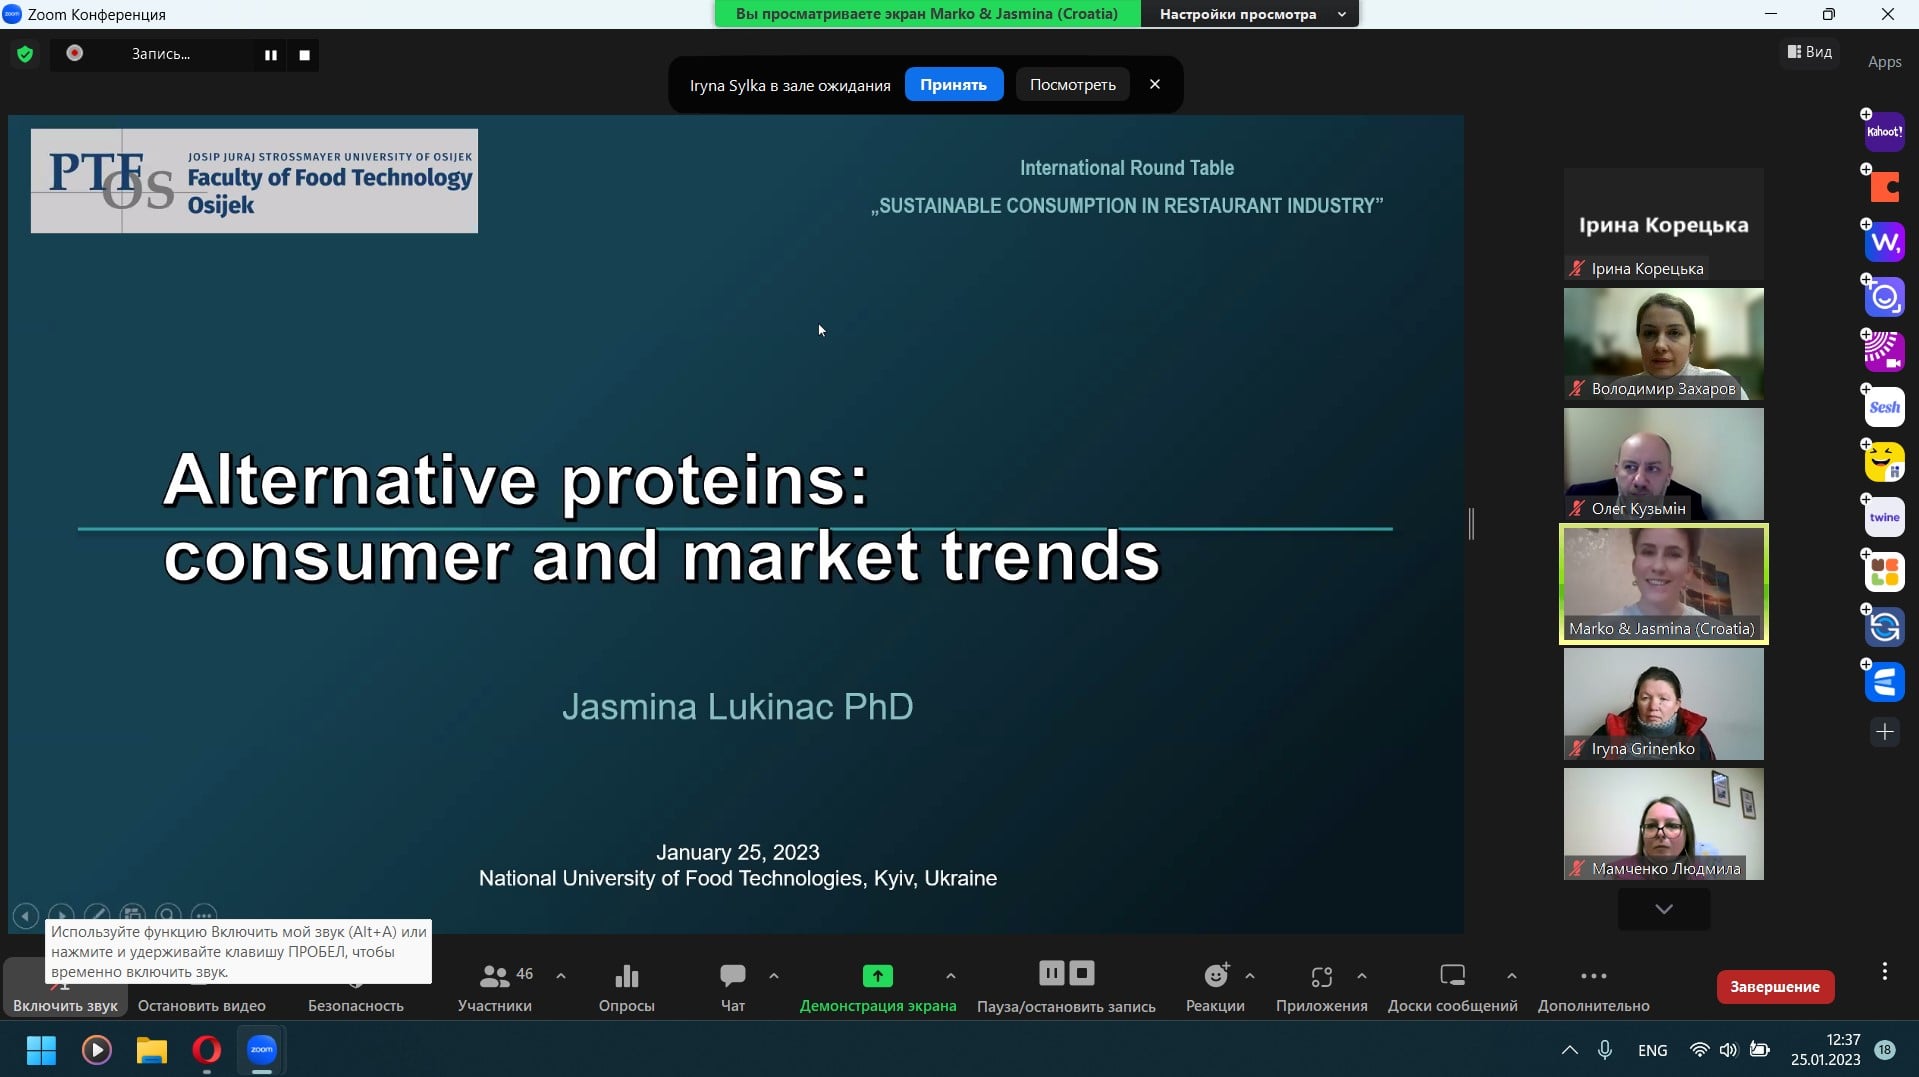 Zoom Конференция
Вы просматриваете экран Marko & Jasmina (Croatia)
Настройки просмотра
Запись...
Вид
Apps
Iryna Sylka в зале ожидания
Принять
Посмотреть
PTF
OS
JOSIP JURAJ STROSSMAYER UNIVERSITY OF OSIJEK
Faculty of Food Technology
Osijek
International Round Table
„SUSTAINABLE CONSUMPTION IN RESTAURANT INDUSTRY”
Alternative proteins:
consumer and market trends
Jasmina Lukinac PhD
January 25, 2023
National University of Food Technologies, Kyiv, Ukraine
Ірина Корецька
Ірина Корецька
Володимир Захаров
Олег Кузьмін
Marko & Jasmina (Croatia)
Iryna Grinenko
Мамченко Людмила
Kahoot!
W,
Sesh
twine
Используйте функцию Включить мой звук (Alt+A) или
нажмите и удерживайте клавишу ПРОБЕЛ, чтобы
временно включить звук.
Включить звук
Остановить видео
Безопасность
46
Участники
Опросы
Чат
Демонстрация экрана
Пауза/остановить запись
Реакции
Приложения
Доски сообщений
Дополнительно
Завершение
zoom
ENG
12:37
25.01.2023
18